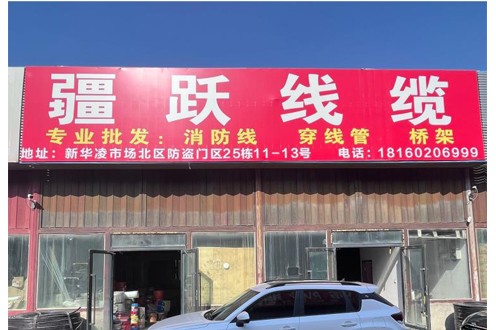 疆跃线缆
专业批发：消防线 穿线管 桥架
地址：新华凌市场北区防盗门区25栋11-13号 电话：18160206999